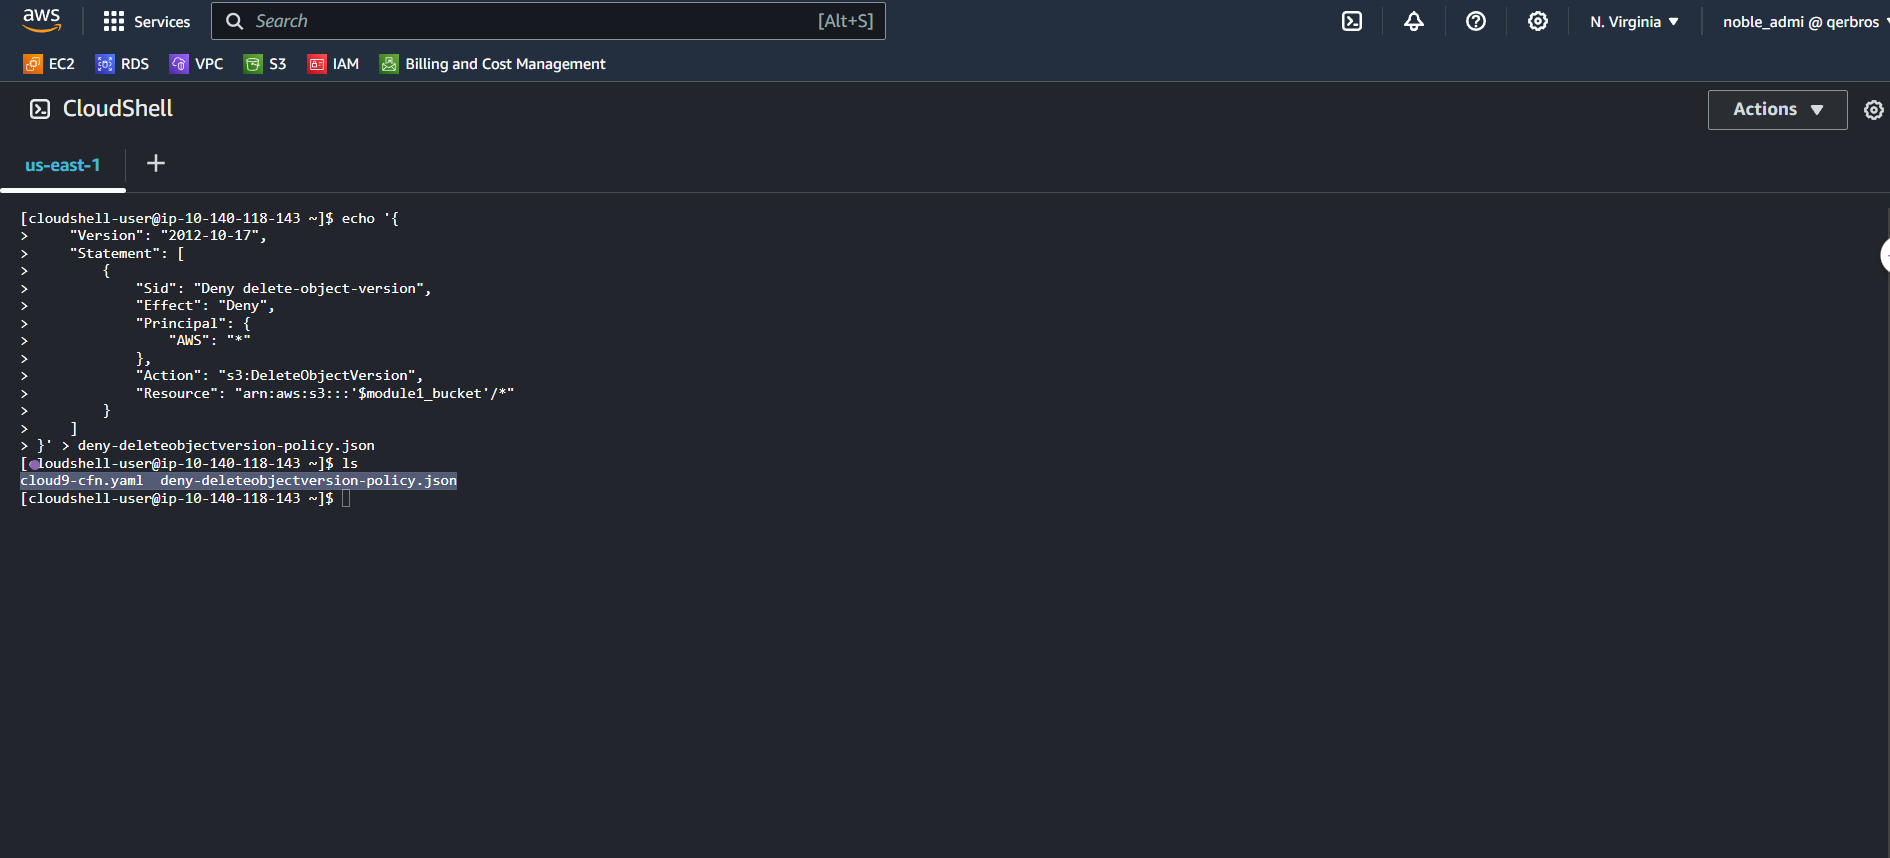 aws
Services
Search
[Alt+S]
N. Virginia
noble_admi @ qerbros
EC2
RDS
VPC
S3
IAM
Billing and Cost Management
CloudShell
Actions
us-east-1
[cloudshell-user@ip-10-140-118-143 ~]$ echo '{
>     "Version": "2012-10-17",
>     "Statement": [
>         {
>             "Sid": "Deny delete-object-version",
>             "Effect": "Deny",
>             "Principal": {
>                 "AWS": "*"
>             },
>             "Action": "s3:DeleteObjectVersion",
>             "Resource": "arn:aws:s3:::'$module1_bucket'/*"
>         }
>     ]
> }' > deny-deleteobjectversion-policy.json
[cloudshell-user@ip-10-140-118-143 ~]$ ls
cloud9-cfn.yaml  deny-deleteobjectversion-policy.json
[cloudshell-user@ip-10-140-118-143 ~]$